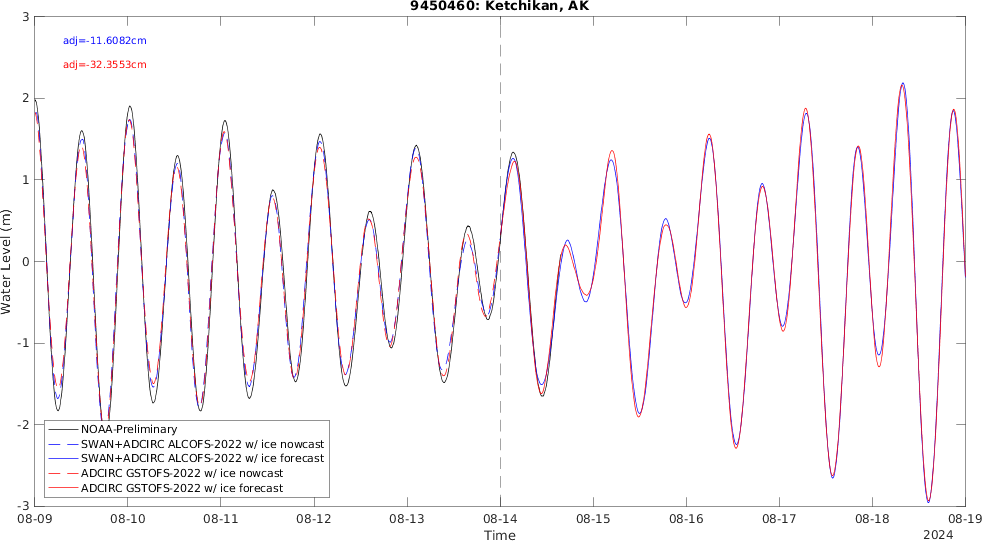 9450460: Ketchikan, AK
adj=-11.6082cm
adj=-32.3553cm
3
2
1
0
-1
-2
-3
Water Level (m)
NOAA-Preliminary
SWAN+ADCIRC ALCOFS-2022 w/ ice nowcast
SWAN+ADCIRC ALCOFS-2022 w/ ice forecast
ADCIRC GSTOFS-2022 w/ ice nowcast
ADCIRC GSTOFS-2022 w/ ice forecast
08-09 08-10 08-11 08-12 08-13 08-14 08-15 08-16 08-17 08-18 08-19
Time
2024